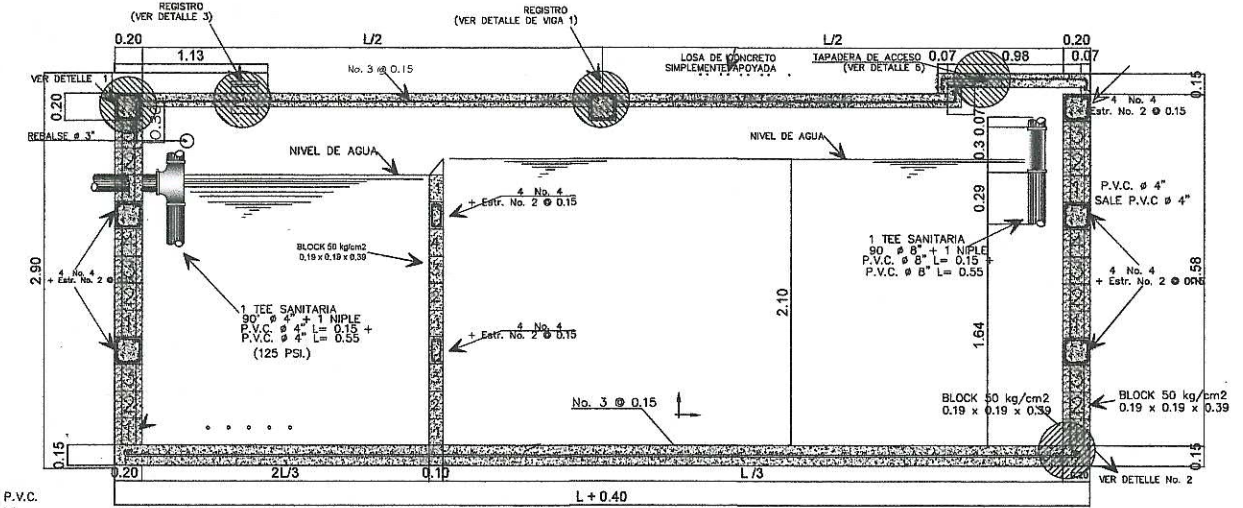 REGISTRO
(VER DETALLE 3)
REGISTRO
(VER DETALLE DE VIGA 1)
0.20
L/2
L/2
0.20
1.13
LOSA DE CONCRETO
SIMPLEMENTE APOYADA
TAPADERA DE ACCESO
(VER DETALLE 5)
0.07
0.98
0.07
VER DETALLE 1
No. 3 @ 0.15
0.15
0.20
4 No. 4
Estr. No. 2 @ 0.15
REBALSE ø 3"
NIVEL DE AGUA
NIVEL DE AGUA
0.07
0.3
0.29
P.V.C. ø 4"
SALE P.V.C ø 4"
4 No. 4
+ Estr. No. 2 @ 0.15
BLOCK 50 kg/cm2
0.19 x 0.19 x 0.39
1 TEE SANITARIA
90 ø 8" + 1 NIPLE
P.V.C. ø 8" L= 0.15 +
P.V.C. ø 8" L= 0.55
2.90
4 No. 4
+ Estr. No. 2 @
4 No. 4
+ Estr. No. 2 @ 0.15
.58
1 TEE SANITARIA
90° ø 4" + 1 NIPLE
P.V.C. ø 4" L= 0.15 +
P.V.C. ø 4" L= 0.55
(125 PSI.)
2.10
4 No. 4
+ Estr. No. 2 @ 0.15
1.64
No. 3 @ 0.15
BLOCK 50 kg/cm2
0.19 x 0.19 x 0.39
BLOCK 50 kg/cm2
0.19 x 0.19 x 0.39
0.15
0.15
0.20
2L/3
0.10
L/3
0.20
VER DETELLE No. 2
P.V.C.
L + 0.40